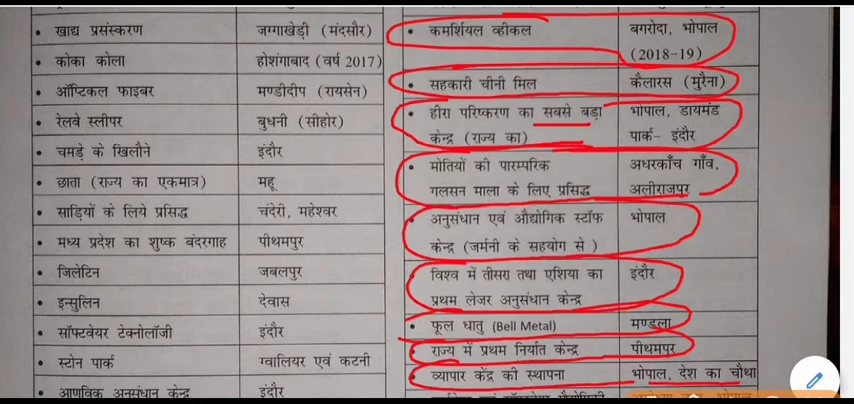 खाद्य प्रसंस्करण जग्गाखेड़ी (मंदसौर)
कोका कोला होशंगाबाद (वर्ष 2017)
ऑप्टिकल फाइबर मण्डीदीप (रायसेन)
रेलवे स्लीपर बुधनी (सीहोर)
चमड़े के खिलौने इंदौर
छाता (राज्य का एकमात्र) महू
साड़ियों के लिये प्रसिद्ध चंदेरी, महेश्वर
मध्य प्रदेश का शुष्क बंदरगाह पीथमपुर
जिलेटिन जबलपुर
इन्सुलिन देवास
सॉफ्टवेयर टेक्नोलॉजी इंदौर
स्टोन पार्क ग्वालियर एवं कटनी
आणविक अनुसंधान केन्द्र इंदौर
कमर्शियल व्हीकल बगरोदा, भोपाल
(2018-19)
सहकारी चीनी मिल कैलारस (मुरैना)
हीरा परिष्करण का सबसे बड़ा भोपाल, डायमंड
केन्द्र (राज्य का) पार्क- इंदौर
मोतियों की पारम्परिक अधरकाँच गाँव,
गलसन माला के लिए प्रसिद्ध अलीराजपुर
अनुसंधान एवं औद्योगिक स्टॉफ भोपाल
केन्द्र (जर्मनी के सहयोग से )
विश्व में तीसरा तथा एशिया का इंदौर
प्रथम लेजर अनुसंधान केन्द्र
फूल धातु (Bell Metal) मण्डला
राज्य में प्रथम निर्यात केन्द्र पीथमपुर
व्यापार केंद्र की स्थापना भोपाल, देश का चौथा